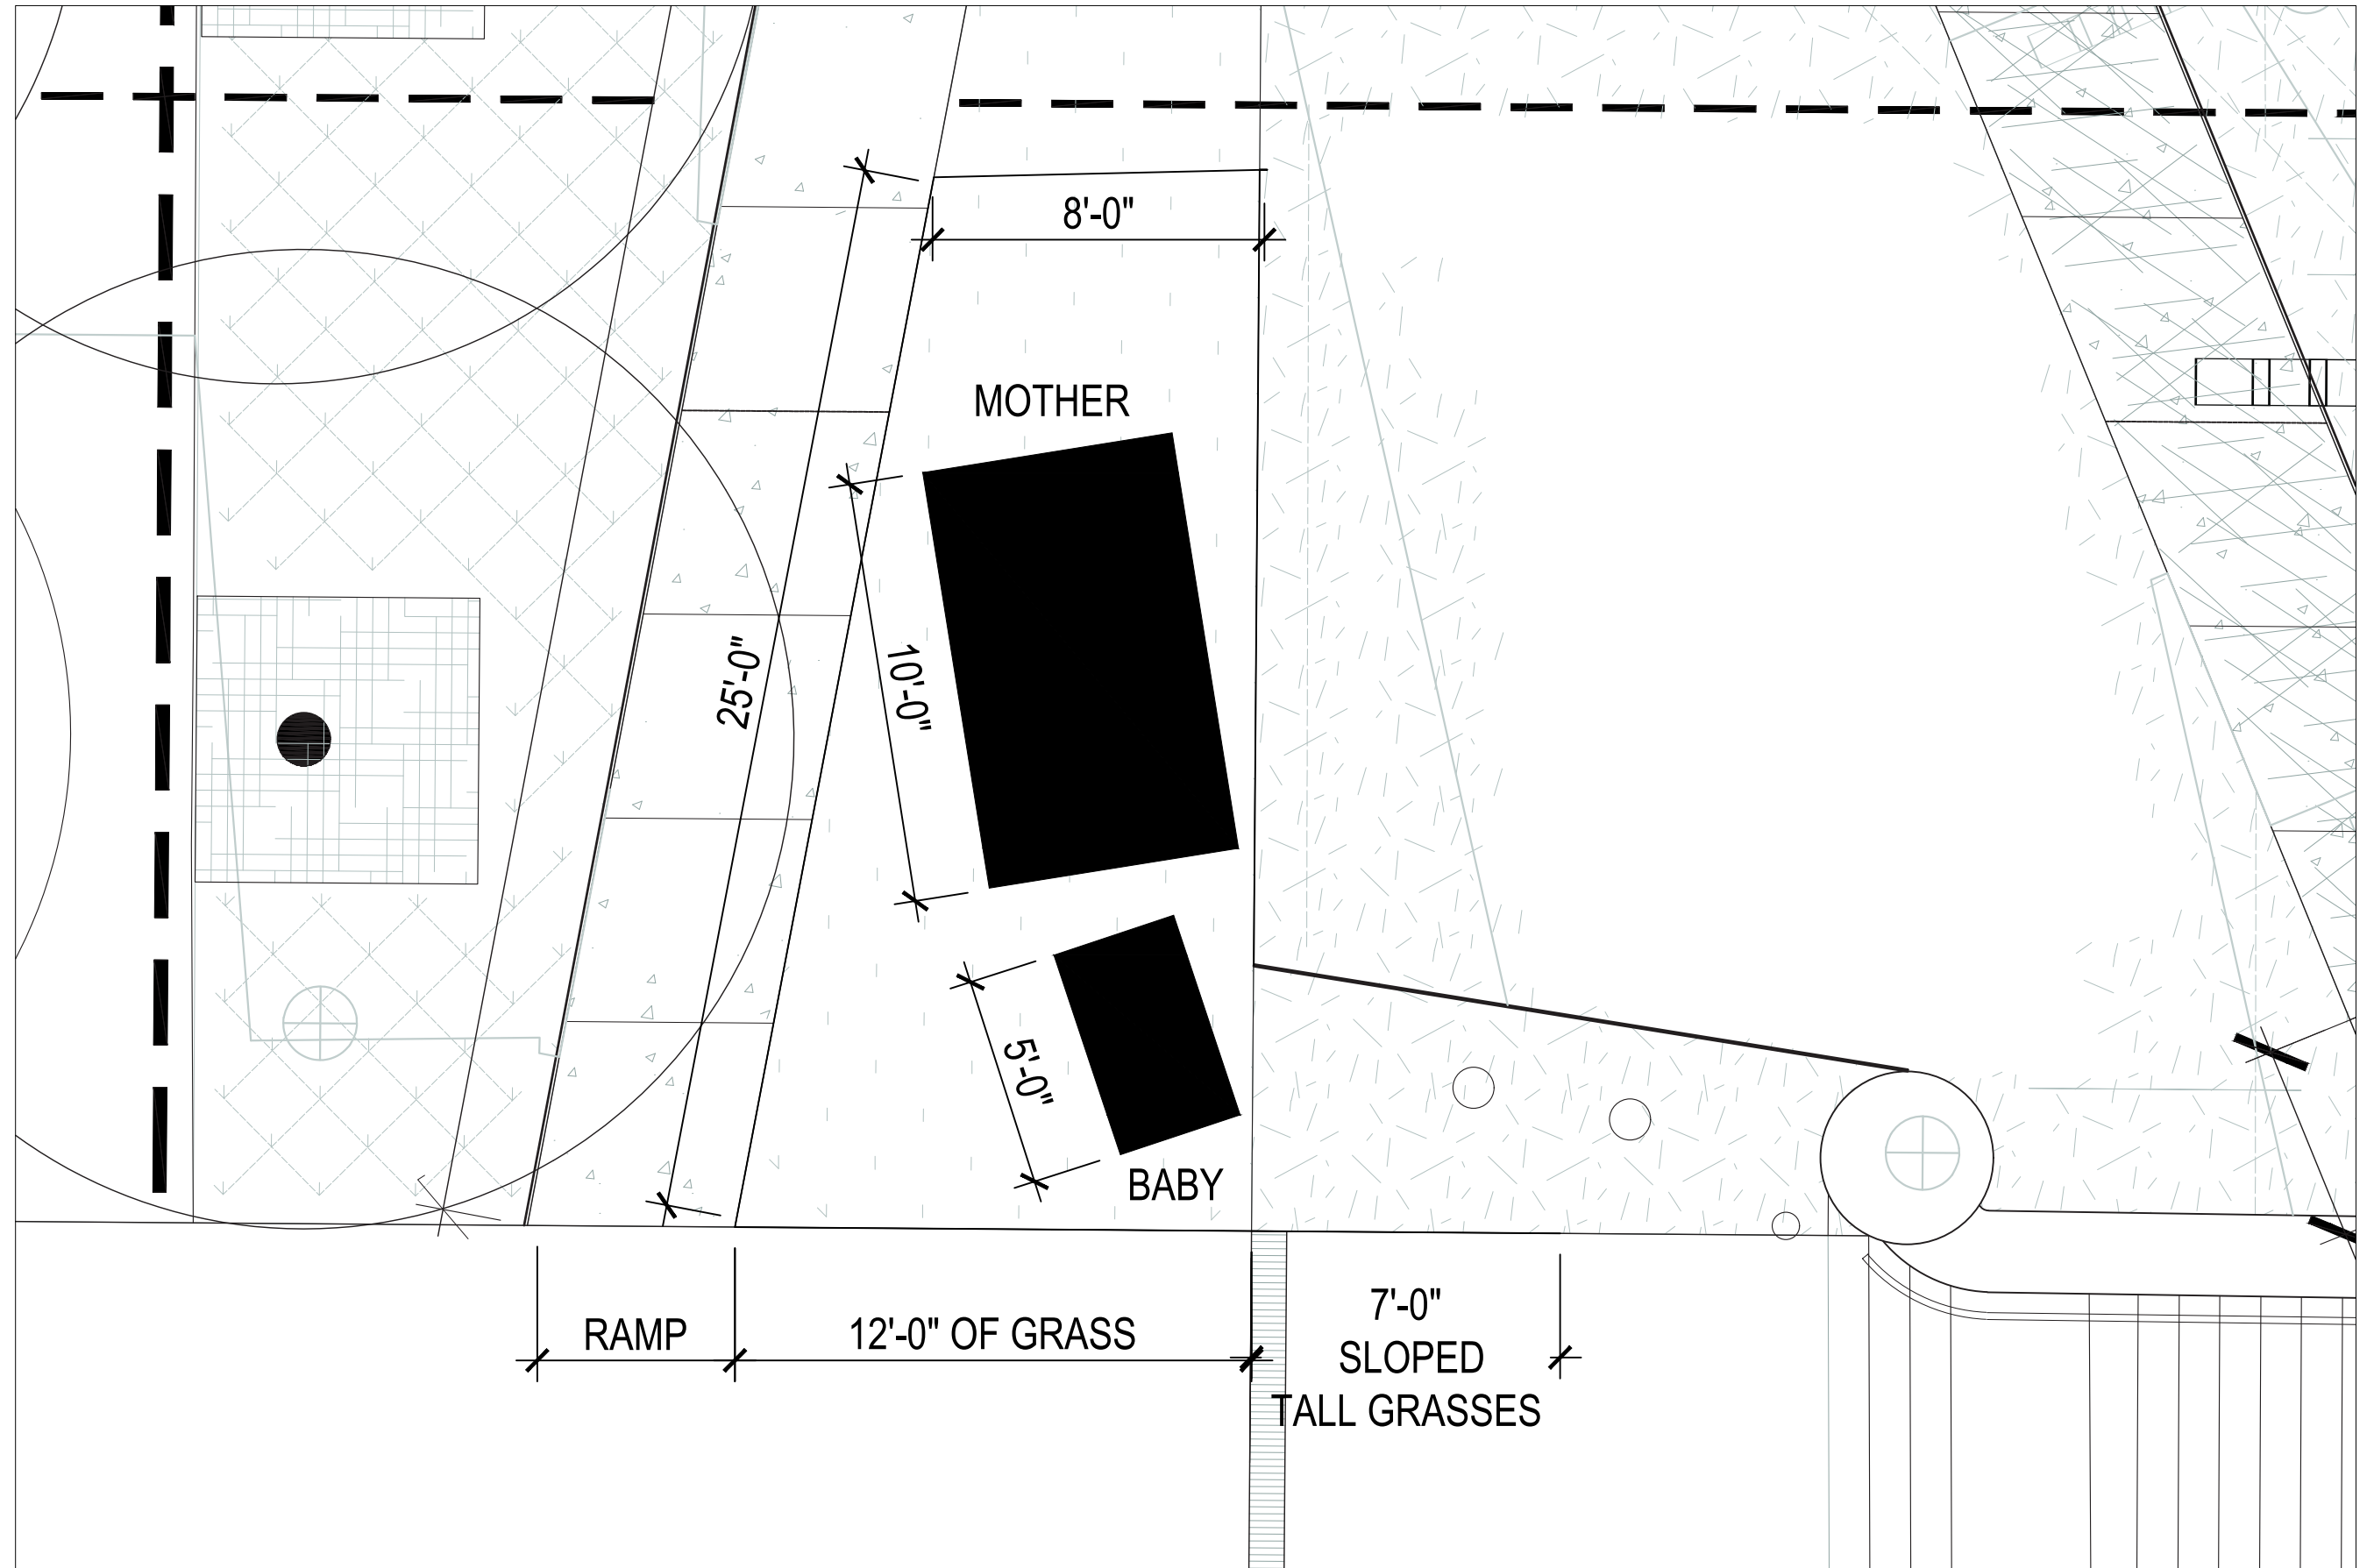 8'-0"
MOTHER
25'-0"
10'-0"
5'-0"
BABY
RAMP
12'-0" OF GRASS
7'-0"
SLOPED
TALL GRASSES